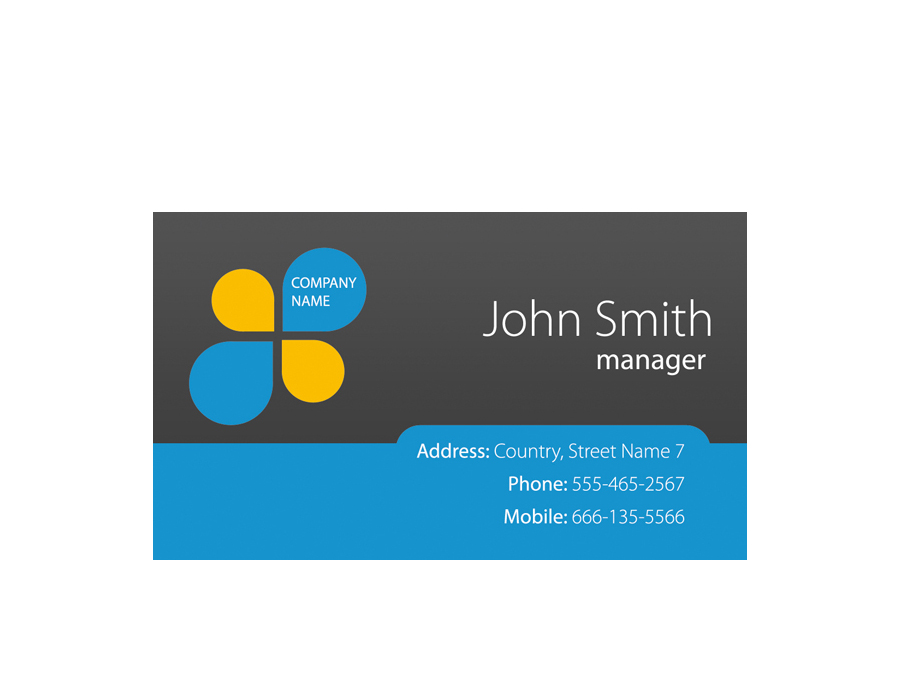 COMPANY
NAME
John Smith
manager
Address: Country, Street Name 7
Phone: 555-465-2567
Mobile: 666-135-5566